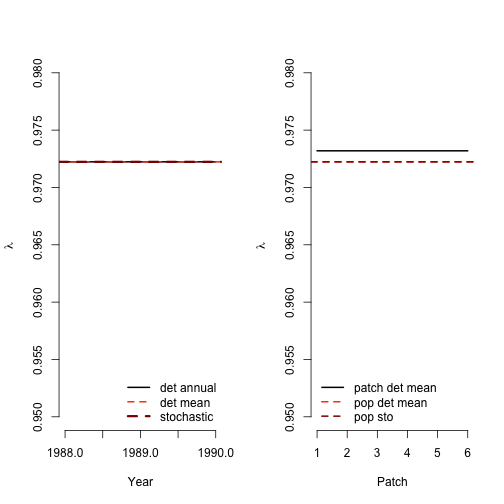 0.980
0.975
0.970
0.965
0.960
0.955
0.950
λ
det annual
det mean
stochastic
1988.0
1989.0
1990.0
Year
0.980
0.975
0.970
0.965
0.960
0.955
0.950
λ
patch det mean
pop det mean
pop sto
1 2 3 4 5 6
Patch